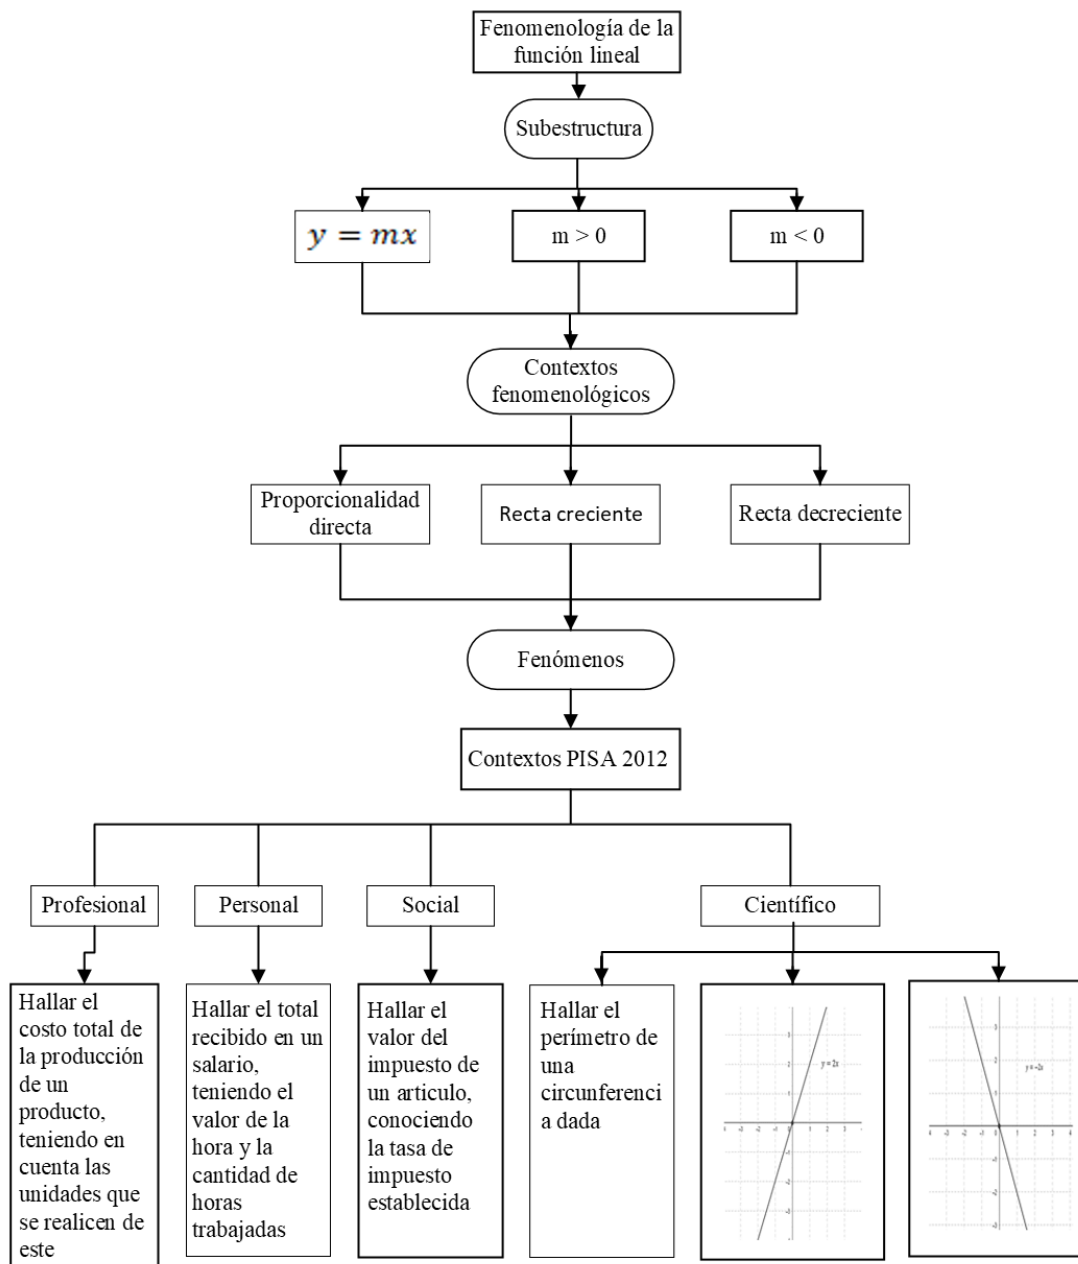 Fenomenología de la
función lineal
Subestructura
y = mx
m > 0
m < 0
Contextos
fenomenológicos
Proporcionalidad
directa
Recta creciente
Recta decreciente
Fenómenos
Contextos PISA 2012
Profesional
Personal
Social
Científico
Hallar el
costo total de
la producción
de un
producto,
teniendo en
cuenta las
unidades que
se realicen de
este
Hallar el total
recibido en un
salario,
teniendo el
valor de la
hora y la
cantidad de
horas
trabajadas
Hallar el
valor del
impuesto de
un articulo,
conociendo
la tasa de
impuesto
establecida
Hallar el
perímetro de
una
circunferenci
a dada
y = 2x
y = -2x